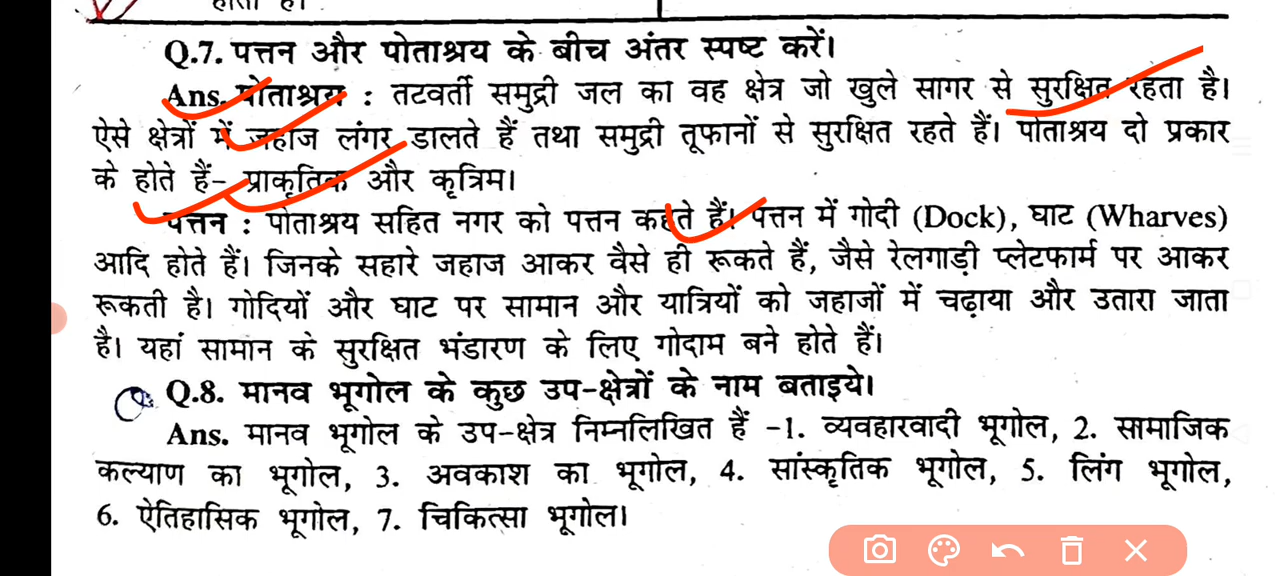 होता है।
Q.7. पत्तन और पोताश्रय के बीच अंतर स्पष्ट करें।
Ans. पोताश्रय : तटवर्ती समुद्री जल का वह क्षेत्र जो खुले सागर से सुरक्षित रहता है।
ऐसे क्षेत्रों में जहाज लंगर डालते हैं तथा समुद्री तूफानों से सुरक्षित रहते हैं। पोताश्रय दो प्रकार
के होते हैं- प्राकृतिक और कृत्रिम।
पत्तन : पोताश्रय सहित नगर को पत्तन कहते हैं। पत्तन में गोदी (Dock), घाट (Wharves)
आदि होते हैं। जिनके सहारे जहाज आकर वैसे ही रूकते हैं, जैसे रेलगाड़ी प्लेटफार्म पर आकर
रूकती है। गोदियों और घाट पर सामान और यात्रियों को जहाजों में चढ़ाया और उतारा जाता
है। यहां सामान के सुरक्षित भंडारण के लिए गोदाम बने होते हैं।
Q.8. मानव भूगोल के कुछ उप-क्षेत्रों के नाम बताइये।
Ans. मानव भूगोल के उप-क्षेत्र निम्नलिखित हैं -1. व्यवहारवादी भूगोल, 2. सामाजिक
कल्याण का भूगोल, 3. अवकाश का भूगोल, 4. सांस्कृतिक भूगोल, 5. लिंग भूगोल,
6. ऐतिहासिक भूगोल, 7. चिकित्सा भूगोल।